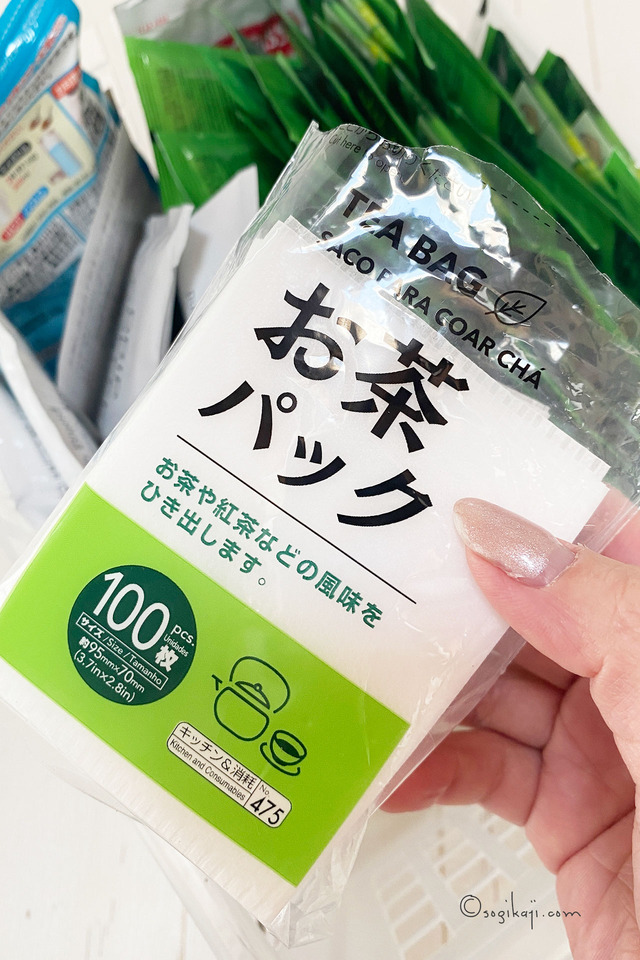 TEA BAG
SACO PARA COAR CHÁ
お茶
パック
お茶や紅茶などの風味を
ひき出します。
100 pcs.
Unidades
枚
サイズ/Size/Tamanho
約95mm×70mm
(3.7in×2.8in)
キッチン&消耗
Kitchen and Consumables
No.
475
©sogikaji.com